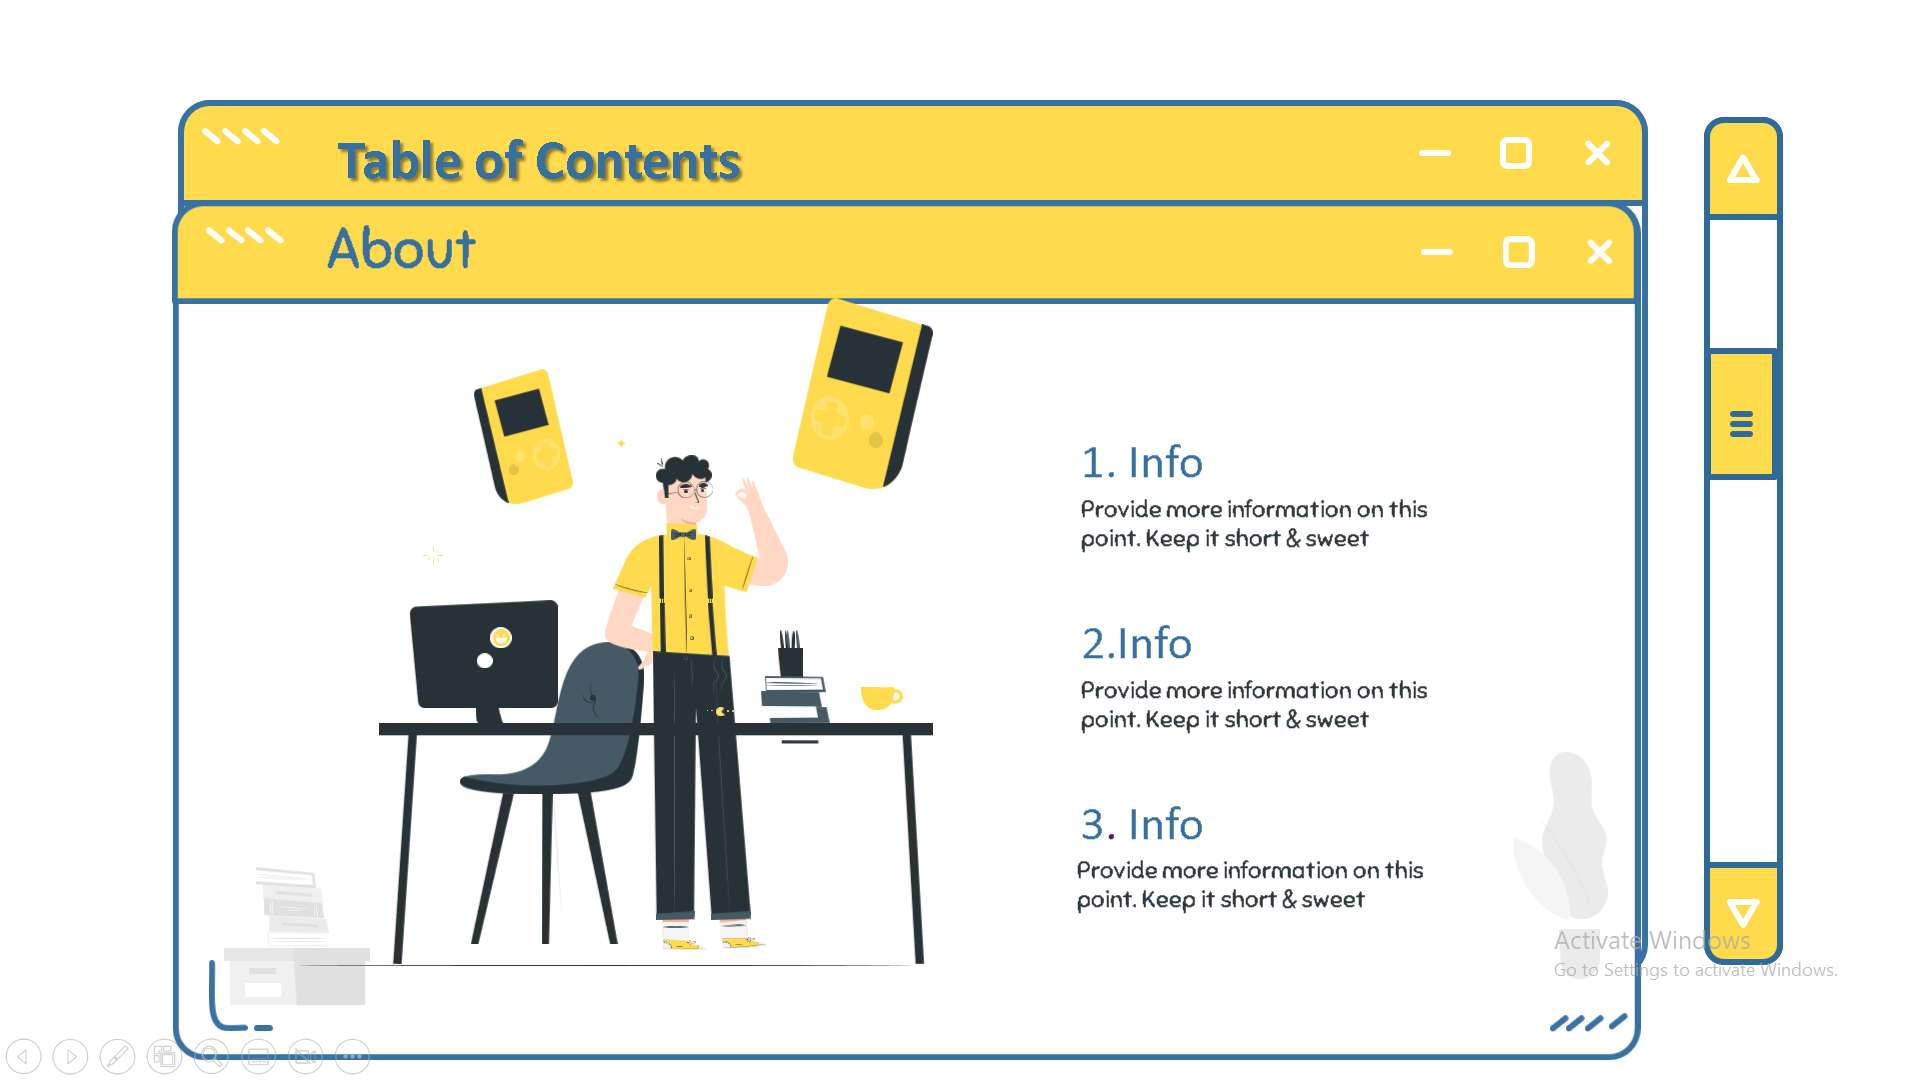 Table of Contents
About
1. Info
Provide more information on this
point. Keep it short & sweet
2.Info
Provide more information on this
point. Keep it short & sweet
3. Info
Provide more information on this
point. Keep it short & sweet
Activate Windows
Go to Settings to activate Windows.